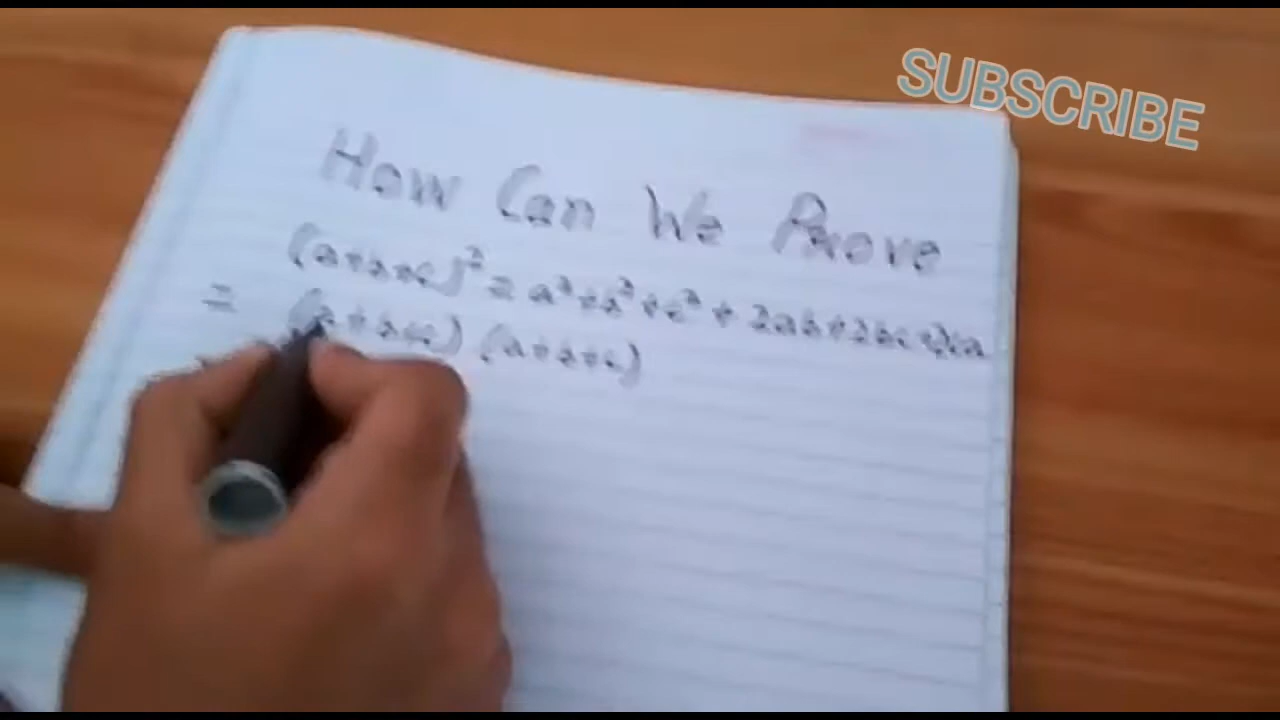 SUBSCRIBE
How Can We Prove
(a+b+c)² = a²+b²+c² + 2ab+2bc+2ca
= (a+b+c) (a+b+c)
=